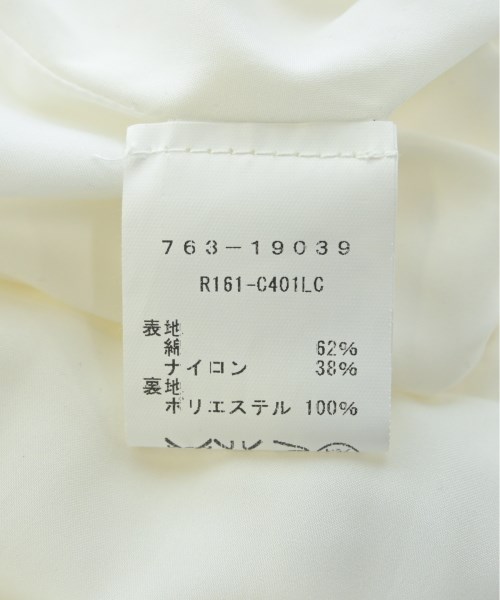 763-19039
R161-C401LC
表地
綿 62%
ナイロン 38%
裏地
ポリエステル 100%